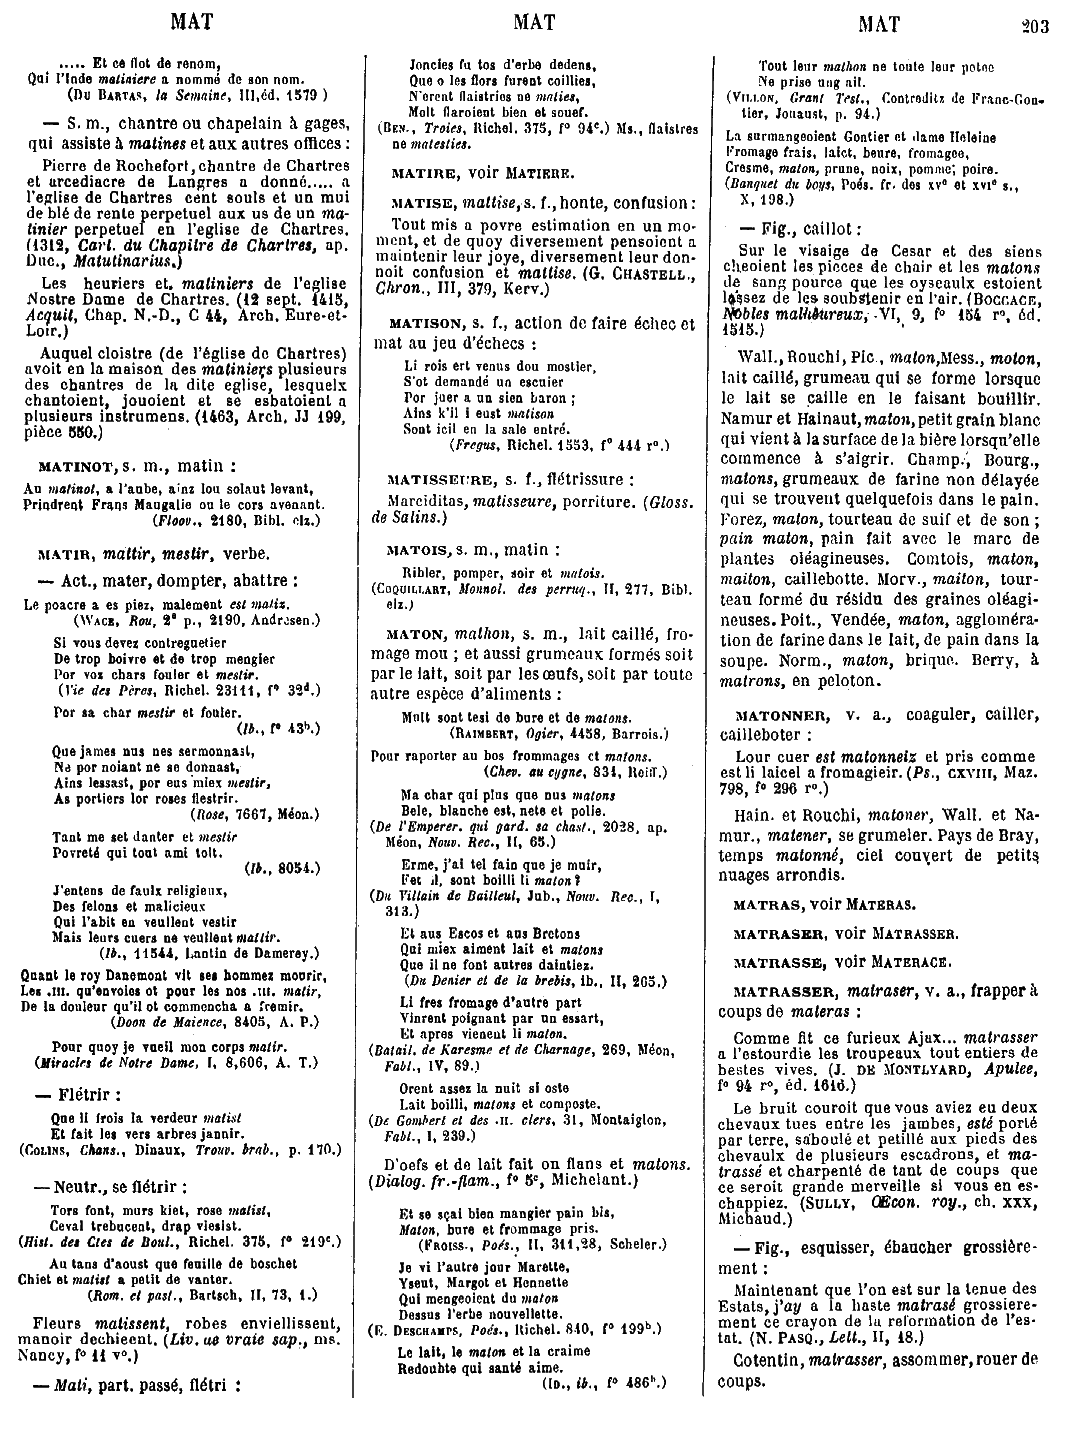 MAT
MAT
MAT
203
..... Et ce flot de renom,
Qui l'Inde matiniere a nommé de son nom.
(Du Bartas, la Semaine, III, éd. 1579)
— S. m., chantre ou chapelain à gages,
qui assiste à matines et aux autres offices :
Pierre de Rochefort, chantre de Chartres
et arcediacre de Langres a donné..... a
l'eglise de Chartres cent souls et un mui
de blé de rente perpetuel aux us de un ma-
tinier perpetuel en l'eglise de Chartres.
(1312, Cart. du Chapitre de Chartres, ap.
Duc., Matutinarius.)
Les heuriers et matiniers de l'eglise
Nostre Dame de Chartres. (12 sept. 1415,
Acquit, Chap. N.-D., C 44, Arch. Eure-et-
Loir.)
Auquel cloistre (de l'église de Chartres)
avoit en la maison des matiniers plusieurs
des chantres de la dite eglise, lesquelx
chantoient, jouoient et se esbatoient a
plusieurs instrumens. (1463, Arch. JJ 199,
pièce 550.)
MATINOT, s. m., matin :
Au matinot, a l'aube, ainz lou solaut levant,
Prindrent Frans Maugalie ou le cors avenant.
(Floov., 2180, Bibl. elz.)
MATIR, mattir, mestir, verbe.
— Act., mater, dompter, abattre :
Le poacre a es piez, malement est matiz.
(Wace, Rou, 2e p., 2190, Andresen.)
Si vous devez contregnetier
De trop boivre et de trop mengier
Por voz chars fouler et mestir.
(Vie des Pères, Richel. 23111, f° 32d.)
Por sa char mestir et fouler.
(Ib., f° 43b.)
Que james nus nes sermonnast,
Ne por noiant ne se donnast,
Ains lessast, por eus miex mestir,
As portiers lor roses flestrir.
(Rose, 7667, Méon.)
Tant me set danter et mestir
Povreté qui tout ami tolt.
(Ib., 8054.)
J'entens de faulx religieux,
Des felons et malicieux
Qui l'abit en veullent vestir
Mais leurs cuers ne veullent mattir.
(Ib., 11544, Lantin de Damerey.)
Quant le roy Danemont vit ses hommez mourir,
Les .III. qu'envoies ot pour les nos .III. matir,
De la douleur qu'il ot commencha a fremir.
(Doon de Maience, 8405, A. P.)
Pour quoy je vueil mon corps matir.
(Miracles de Notre Dame, I, 8,606, A. T.)
— Flétrir :
Que li frois la verdeur matist
Et fait les vers arbres jannir.
(Colins, Chans., Dinaux, Trouv. brab., p. 170.)
— Neutr., se flétrir :
Tors font, murs kiet, rose matist,
Ceval trebucent, drap viesist.
(Hist. des Ctes de Boul., Richel. 375, f° 219c.)
Au tans d'aoust que feuille de boschet
Chiet et matist a petit de vanter.
(Rom. et past., Bartsch, II, 73, 1.)
Fleurs matissent, robes enviellissent,
manoir dechieent. (Liv. de vraie sap., ms.
Nancy, f° 11 v°.)
— Mati, part. passé, flétri :
Joncies fu tos d'erbe dedens,
Que o les flors furent coillies,
N'erent flaistries ne maties,
Molt flaroient bien et souef.
(Ben., Troies, Richel. 375, f° 94c.) Ms., flaistres
ne matesties.
MATIRE, voir Matiere.
MATISE, mattise, s. f., honte, confusion :
Tout mis a povre estimation en un mo-
ment, et de quoy diversement pensoient a
maintenir leur joye, diversement leur don-
noit confusion et mattise. (G. Chastell.,
Chron., III, 379, Kerv.)
MATISON, s. f., action de faire échec et
mat au jeu d'échecs :
Li rois ert venus dou mostier,
S'ot demandé un escuier
Por juer a un sien baron ;
Ains k'il i eust matison
Sont icil en la sale entré.
(Fregus, Richel. 1553, f° 444 r°.)
MATISSEURE, s. f., flétrissure :
Marciditas, matisseure, porriture. (Gloss.
de Salins.)
MATOIS, s. m., matin :
Ribler, pomper, soir et matois.
(Coquillart, Monnol. des perruq., II, 277, Bibl.
elz.)
MATON, mathon, s. m., lait caillé, fro-
mage mou ; et aussi grumeaux formés soit
par le lait, soit par les œufs, soit par toute
autre espèce d'aliments :
Mult sont tesi de bure et de matons.
(Raimbert, Ogier, 4458, Barrois.)
Pour raporter au bos frommages et matons.
(Chev. au cygne, 834, Reiff.)
Ma char qui plus que nus matons
Bele, blanche est, nete et polie.
(De l'Emperer. qui gard. sa chast., 2028, ap.
Méon, Nouv. Rec., II, 65.)
Erme, j'ai tel fain que je muir,
Fet il, sont boilli li maton ?
(Du Villain de Bailleul, Jub., Nouv. Rec., I,
313.)
Et aus Escos et aus Bretons
Qui miex aiment lait et matons
Que il ne font autres daintiez.
(Du Denier et de la brebis, ib., II, 265.)
Li fres fromage d'autre part
Vinrent poignant par un essart,
Et apres vienent li maton.
(Batail. de Karesme et de Charnage, 269, Méon,
Fabl., IV, 89.)
Orent assez la nuit si oste
Lait boilli, matons et composte.
(De Gombert et des .II. clers, 31, Montaiglon,
Fabl., I, 239.)
D'oefs et de lait fait on flans et matons.
(Dialog. fr.-flam., f° 5c, Michelant.)
Et se sçai bien mangier pain bis,
Maton, bure et frommage pris.
(Froiss., Poés., II, 311,28, Scheler.)
Je vi l'autre jour Marette,
Ysent, Margot et Hennette
Qui mengeoient du maton
Dessus l'erbe nouvellette.
(E. Deschamps, Poés., Richel. 840, f° 199b.)
Le lait, le maton et la craime
Redoubte qui santé aime.
(Id., ib., f° 486b.)
Tout leur mathon ne toute leur potee
Ne prise ung ail.
(Villon, Grant Test., Contreditz de Franc-Gon-
tier, Jouaust, p. 94.)
La surmangeoient Gontier et dame Heleine
Fromage frais, laict, beure, fromagee,
Cresme, maton, prune, noix, pomme, poire.
(Banquet du boys, Poés. fr. des XVe et XVIe s.,
X, 198.)
— Fig., caillot :
Sur le visaige de Cesar et des siens
cheoient les pieces de chair et les matons
de sang pource que les oyseaulx estoient
lassez de les soubstenir en l'air. (Boccace,
Nobles malheureux, VI, 9, f° 154 r°, éd.
1515.)
Wall., Rouchi, Pic., maton, Mess., moton,
lait caillé, grumeau qui se forme lorsque
le lait se caille en le faisant bouillir.
Namur et Hainaut, maton, petit grain blanc
qui vient à la surface de la bière lorsqu'elle
commence à s'aigrir. Champ., Bourg.,
matons, grumeaux de farine non délayée
qui se trouvent quelquefois dans le pain.
Forez, maton, tourteau de suif et de son ;
pain maton, pain fait avec le marc de
plantes oléagineuses. Comtois, maton,
maiton, caillebotte. Morv., maiton, tour-
teau formé du résidu des graines oléagi-
neuses. Poit., Vendée, maton, aggloméra-
tion de farine dans le lait, de pain dans la
soupe. Norm., maton, brique. Berry, à
matrons, en peloton.
MATONNER, v. a., coaguler, cailler,
cailleboter :
Lour cuer est matonneiz et pris comme
est li laicel a fromagieir. (Ps., CXVIII, Maz.
798, f° 296 r°.)
Hain. et Rouchi, matoner, Wall. et Na-
mur., matener, se grumeler. Pays de Bray,
temps matonné, ciel couvert de petits
nuages arrondis.
MATRAS, voir Materas.
MATRASER, voir Matrasser.
MATRASSE, voir Materace.
MATRASSER, matraser, v. a., frapper à
coups de materas :
Comme fit ce furieux Ajax... matrasser
a l'estourdie les troupeaux tout entiers de
bestes vives. (J. de Montlyard, Apulee,
f° 94 r°, éd. 1616.)
Le bruit couroit que vous aviez eu deux
chevaux tues entre les jambes, esté porté
par terre, saboulé et petillé aux pieds des
chevaulx de plusieurs escadrons, et ma-
trassé et charpenté de tant de coups que
ce seroit grande merveille si vous en es-
chappiez. (Sully, Œcon. roy., ch. XXX,
Michaud.)
— Fig., esquisser, ébaucher grossière-
ment :
Maintenant que l'on est sur la tenue des
Estats, j'ay a la haste matrasé grossiere-
ment ce crayon de la reformation de l'es-
tat. (N. Pasq., Lett., II, 18.)
Cotentin, matrasser, assommer, rouer de
coups.